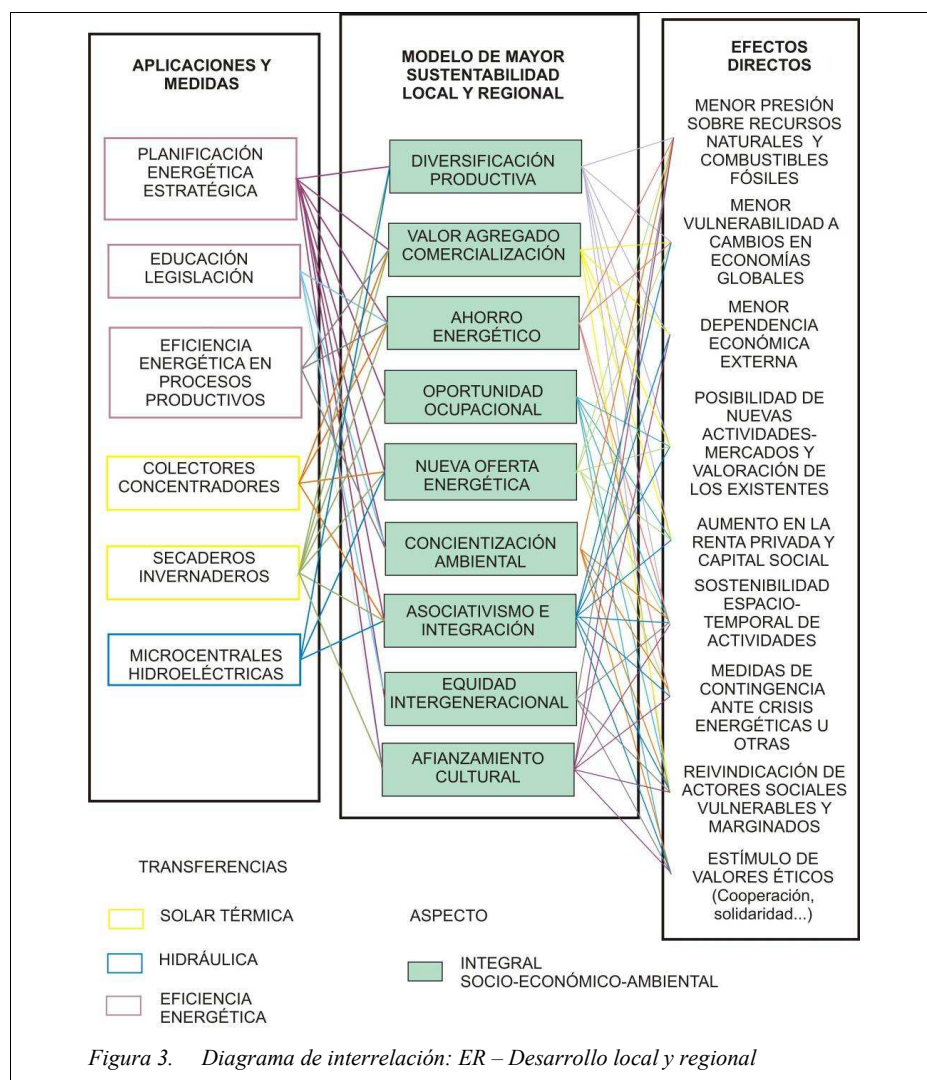 APLICACIONES Y
MEDIDAS
PLANIFICACIÓN
ENERGÉTICA
ESTRATÉGICA
EDUCACIÓN
LEGISLACIÓN
EFICIENCIA
ENERGÉTICA EN
PROCESOS
PRODUCTIVOS
COLECTORES
CONCENTRADORES
SECADEROS
INVERNADEROS
MICROCENTRALES
HIDROELÉCTRICAS
MODELO DE MAYOR
SUSTENTABILIDAD
LOCAL Y REGIONAL
DIVERSIFICACIÓN
PRODUCTIVA
VALOR AGREGADO
COMERCIALIZACIÓN
AHORRO
ENERGÉTICO
OPORTUNIDAD
OCUPACIONAL
NUEVA OFERTA
ENERGÉTICA
CONCIENTIZACIÓN
AMBIENTAL
ASOCIATIVISMO E
INTEGRACIÓN
EQUIDAD
INTERGENERACIONAL
AFIANZAMIENTO
CULTURAL
EFECTOS
DIRECTOS
MENOR PRESIÓN
SOBRE RECURSOS
NATURALES Y
COMBUSTIBLES
FÓSILES
MENOR
VULNERABILIDAD A
CAMBIOS EN
ECONOMÍAS
GLOBALES
MENOR
DEPENDENCIA
ECONÓMICA
EXTERNA
POSIBILIDAD DE
NUEVAS
ACTIVIDADES-
MERCADOS Y
VALORACIÓN DE
LOS EXISTENTES
AUMENTO EN LA
RENTA PRIVADA Y
CAPITAL SOCIAL
SOSTENIBILIDAD
ESPACIO-
TEMPORAL DE
ACTIVIDADES
MEDIDAS DE
CONTINGENCIA
ANTE CRISIS
ENERGÉTICAS U
OTRAS
REIVINDICACIÓN DE
ACTORES SOCIALES
VULNERABLES Y
MARGINADOS
ESTÍMULO DE
VALORES ÉTICOS
(Cooperación,
solidaridad...)
TRANSFERENCIAS
SOLAR TÉRMICA
HIDRÁULICA
EFICIENCIA
ENERGÉTICA
ASPECTO
INTEGRAL
SOCIO-ECONÓMICO-AMBIENTAL
Figura 3. Diagrama de interrelación: ER – Desarrollo local y regional